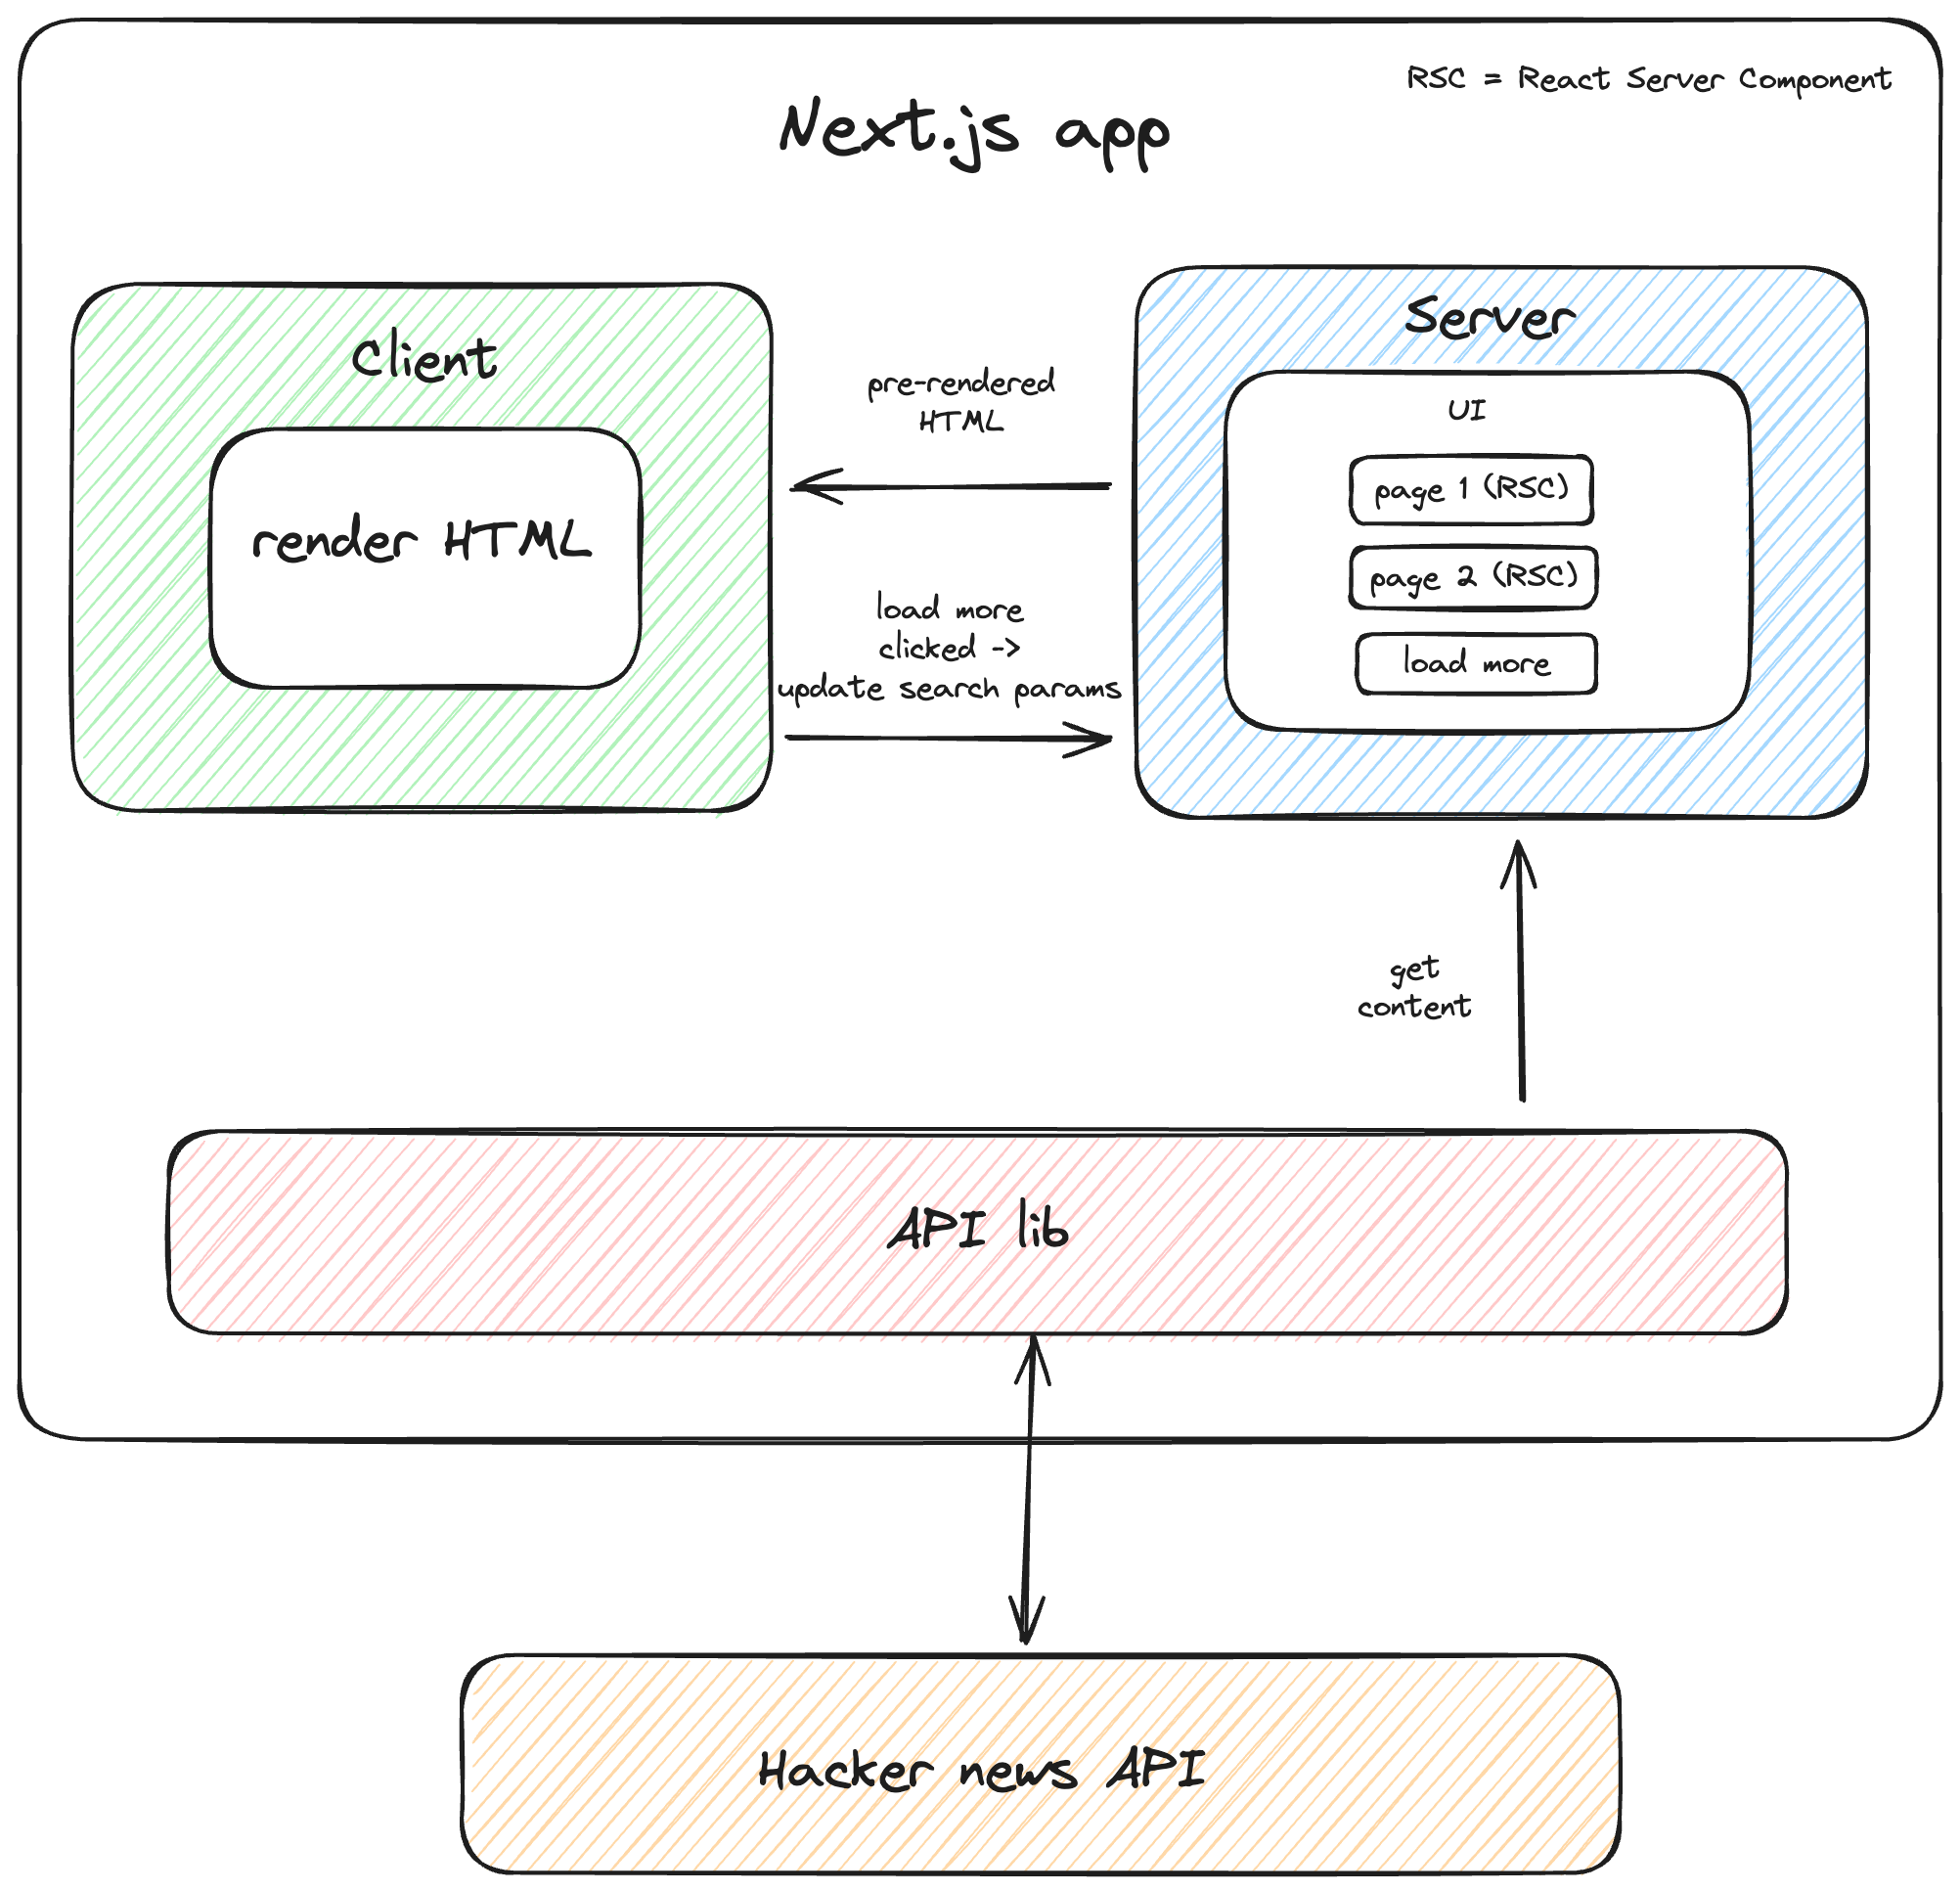 RSC = React Server Component
Next.js app
Client
render HTML
pre-rendered
HTML
load more
clicked ->
update search params
Server
UI
page 1 (RSC)
page 2 (RSC)
load more
get
content
API lib
Hacker news API